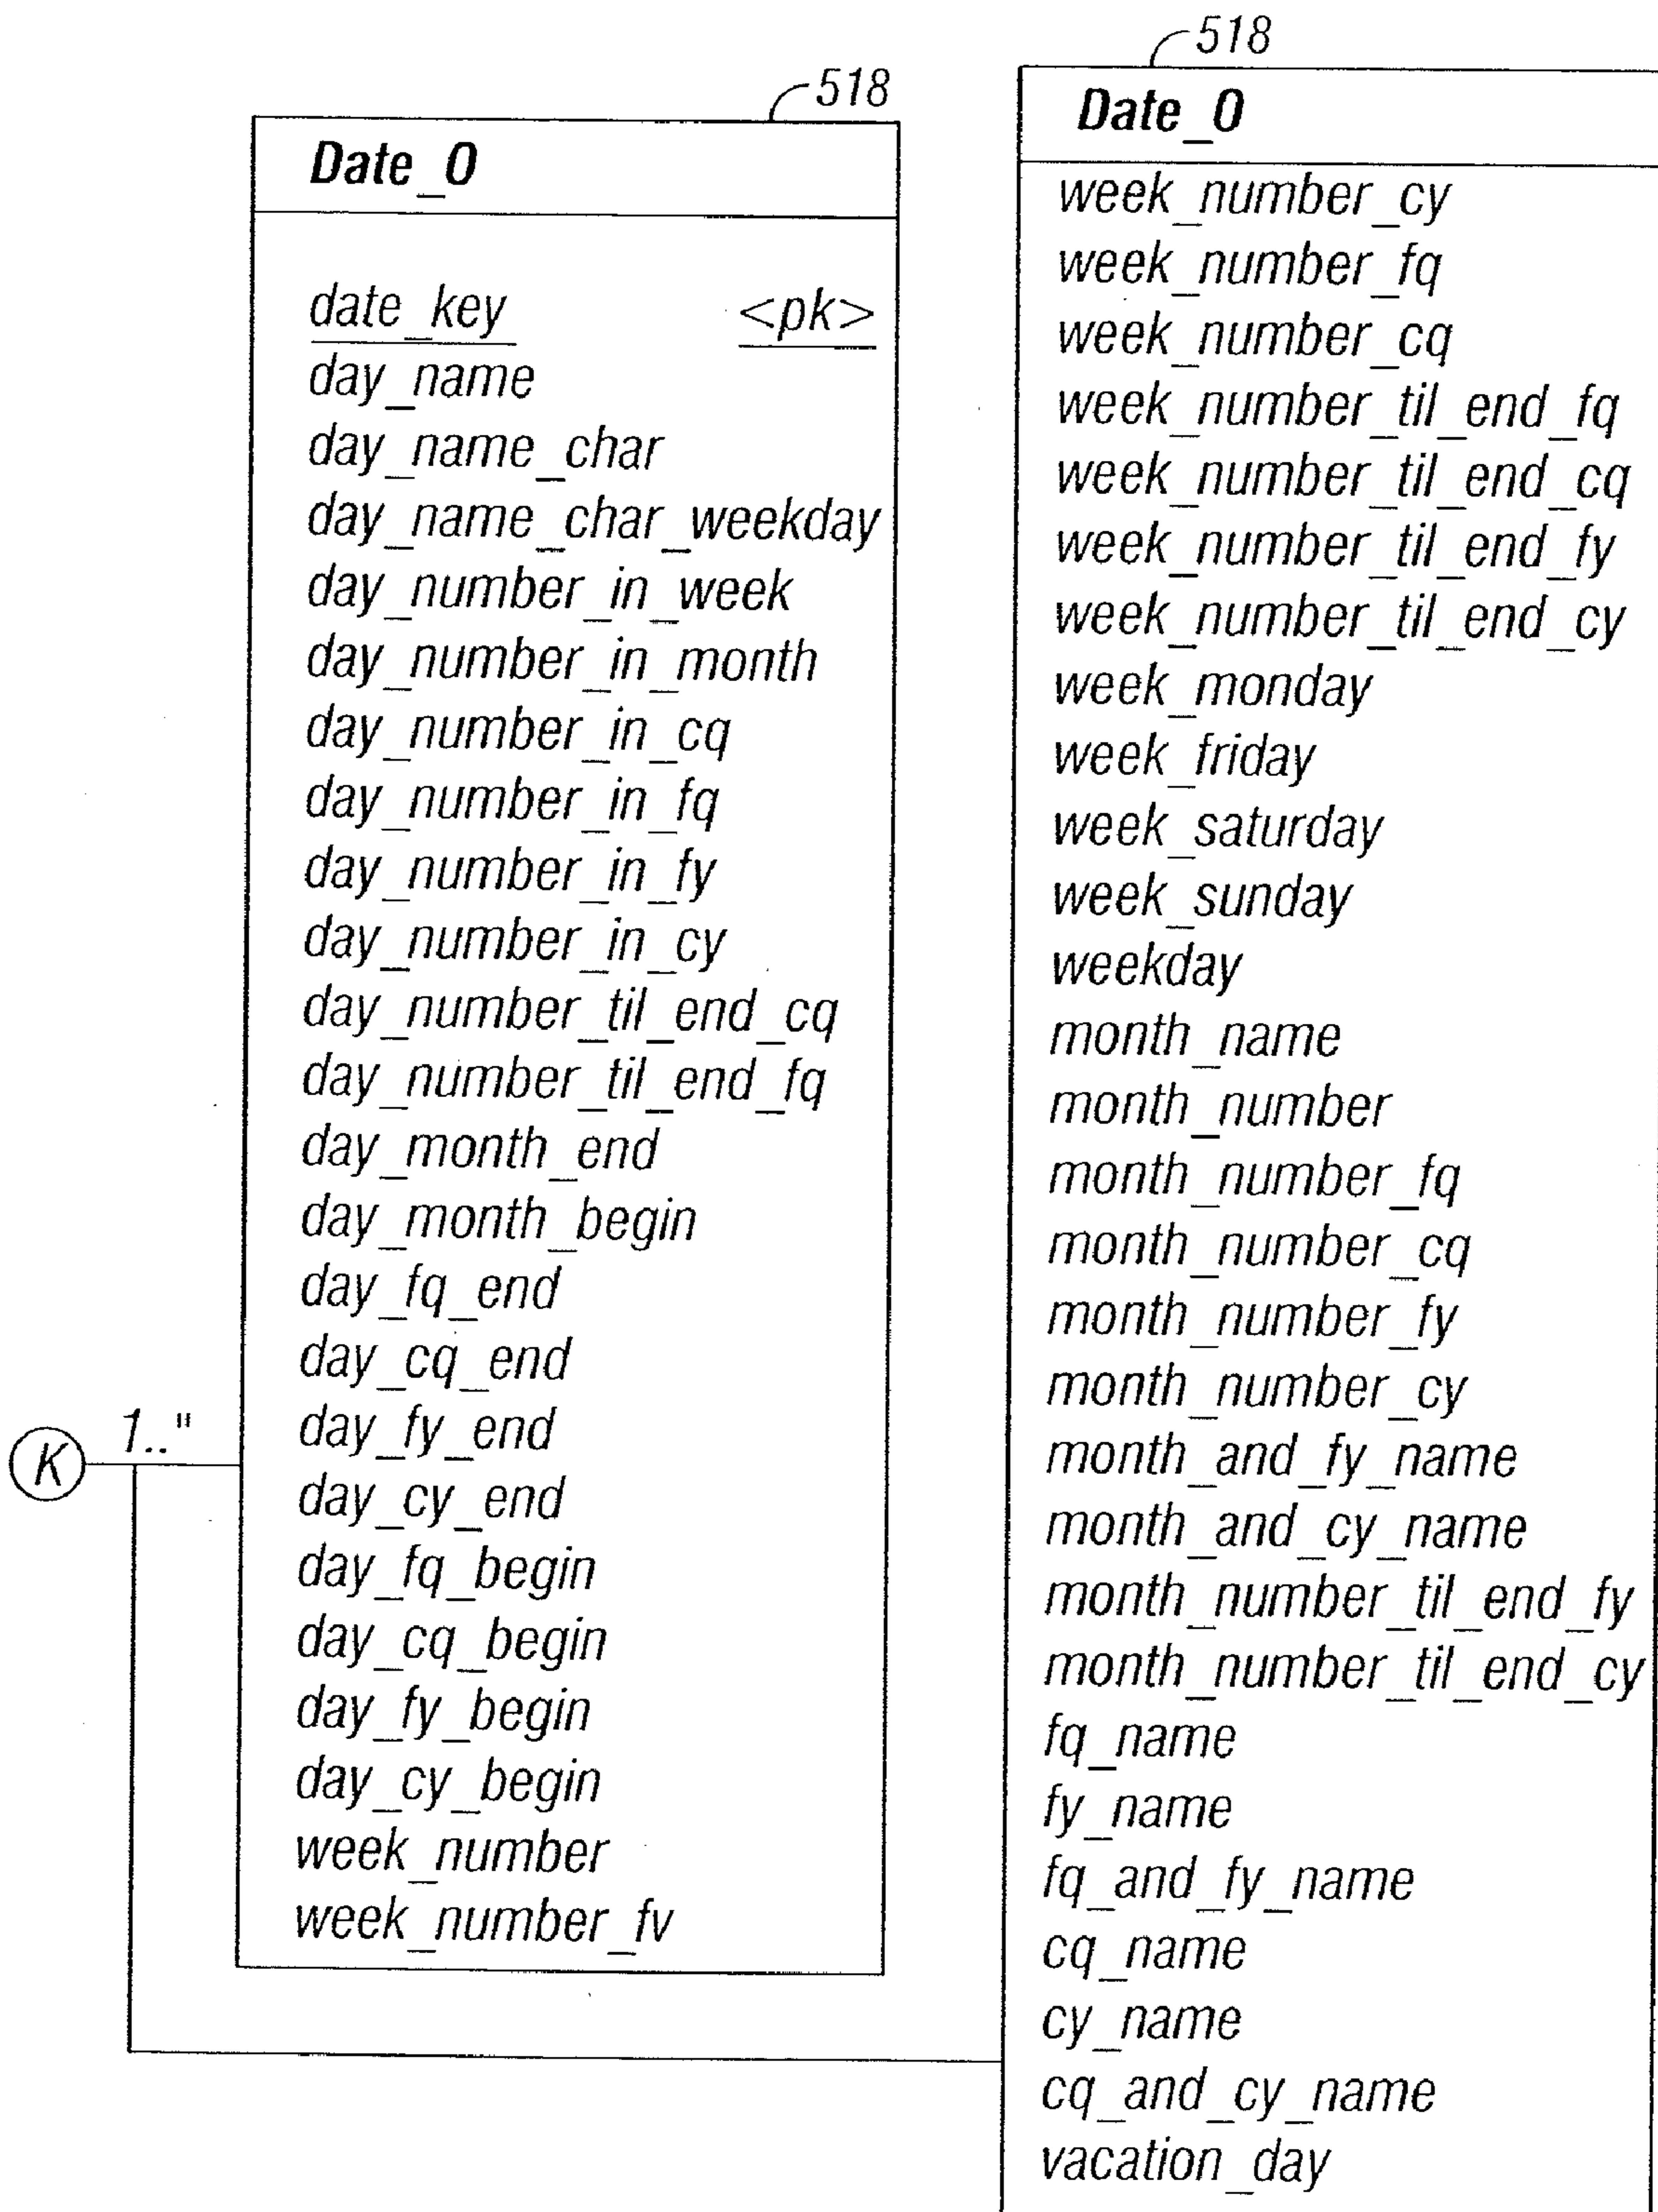 518
Date_0
date_key <pk>
day_name
day_name_char
day_name_char_weekday
day_number_in_week
day_number_in_month
day_number_in_cq
day_number_in_fq
day_number_in_fy
day_number_in_cy
day_number_til_end_cq
day_number_til_end_fq
day_month_end
day_month_begin
day_fq_end
day_cq_end
day_fy_end
day_cy_end
day_fq_begin
day_cq_begin
day_fy_begin
day_cy_begin
week_number
week_number_fv
K 1.."
518
Date_0
week_number_cy
week_number_fq
week_number_cq
week_number_til_end_fq
week_number_til_end_cq
week_number_til_end_fy
week_number_til_end_cy
week_monday
week_friday
week_saturday
week_sunday
weekday
month_name
month_number
month_number_fq
month_number_cq
month_number_fy
month_number_cy
month_and_fy_name
month_and_cy_name
month_number_til_end_fy
month_number_til_end_cy
fq_name
fy_name
fq_and_fy_name
cq_name
cy_name
cq_and_cy_name
vacation_day